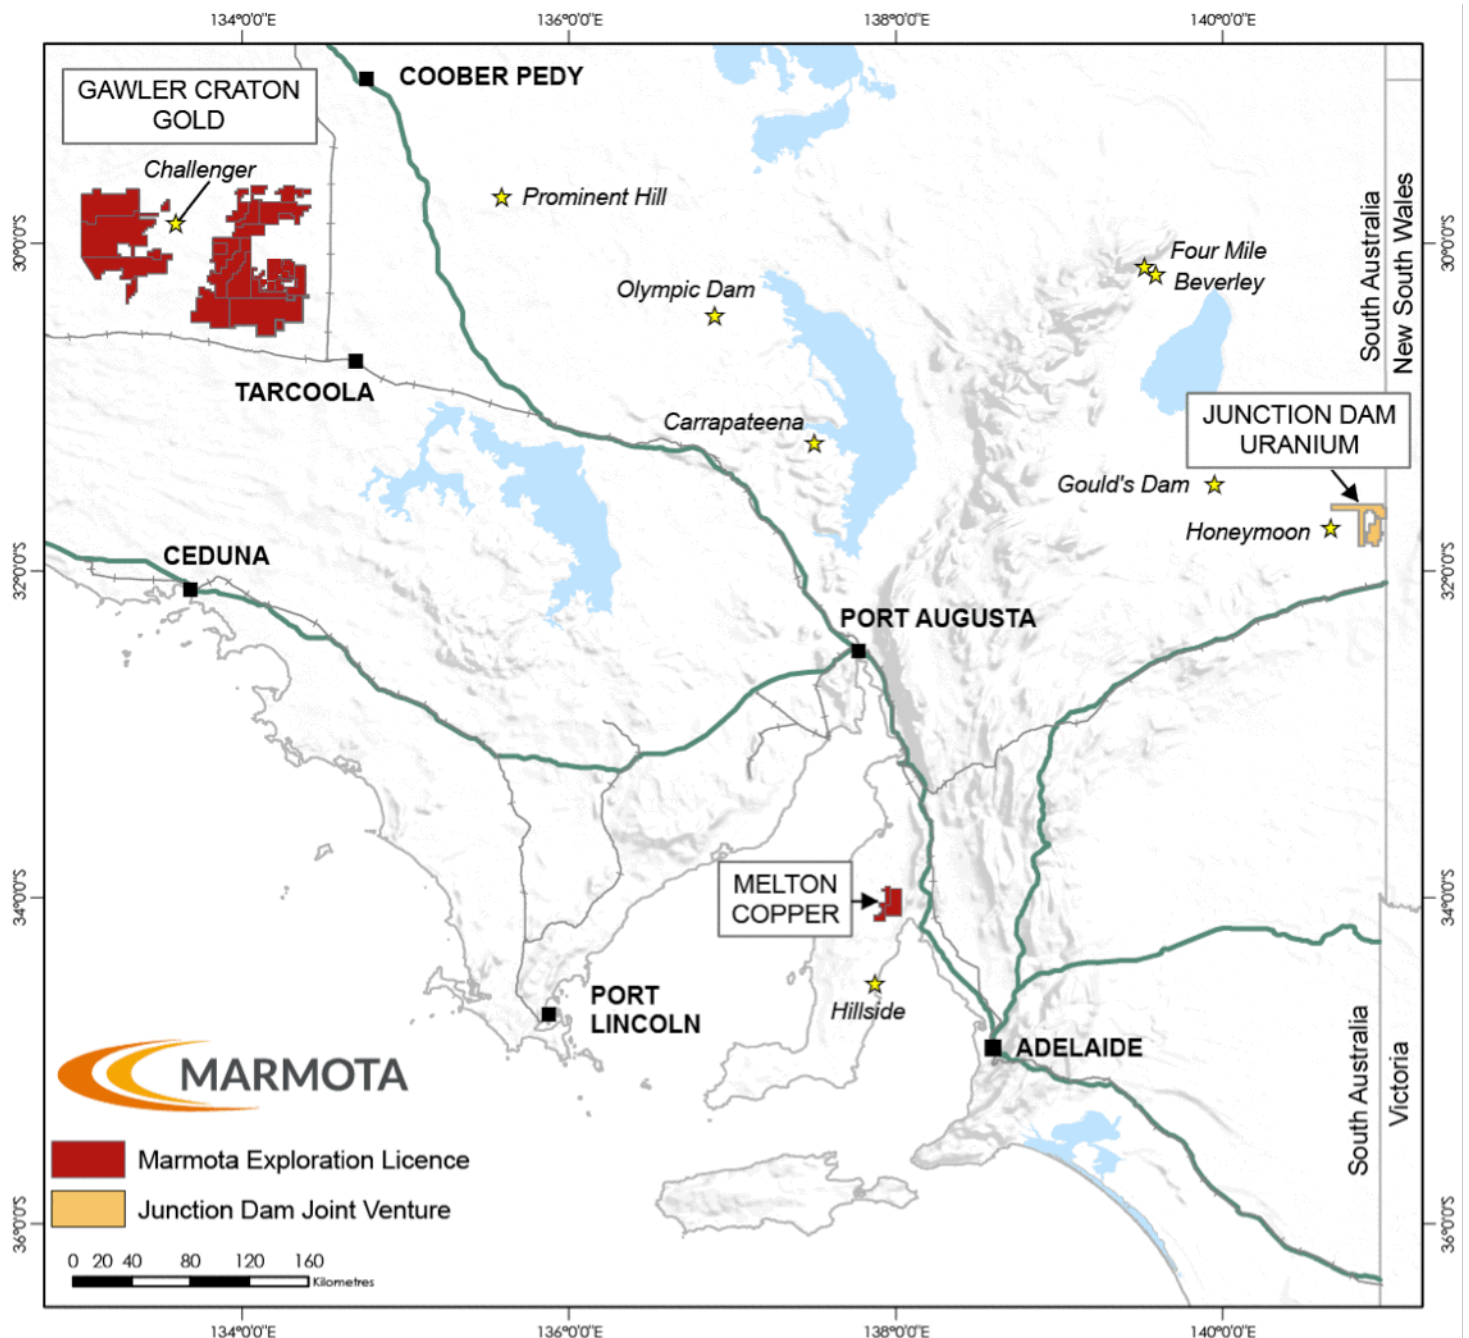 134°0'0"E
136°0'0"E
138°0'0"E
140°0'0"E
COOBER PEDY
GAWLER CRATON
GOLD
Challenger
Prominent Hill
30°0'0"S
30°0'0"S
Four Mile
Beverley
South Australia
New South Wales
Olympic Dam
TARCOOLA
Carrapateena
JUNCTION DAM
URANIUM
Gould's Dam
Honeymoon
CEDUNA
32°0'0"S
32°0'0"S
PORT AUGUSTA
MELTON
COPPER
34°0'0"S
34°0'0"S
PORT
LINCOLN
Hillside
ADELAIDE
South Australia
Victoria
MARMOTA
Marmota Exploration Licence
Junction Dam Joint Venture
36°0'0"S
36°0'0"S
0 20 40 80 120 160
Kilometres
134°0'0"E
136°0'0"E
138°0'0"E
140°0'0"E